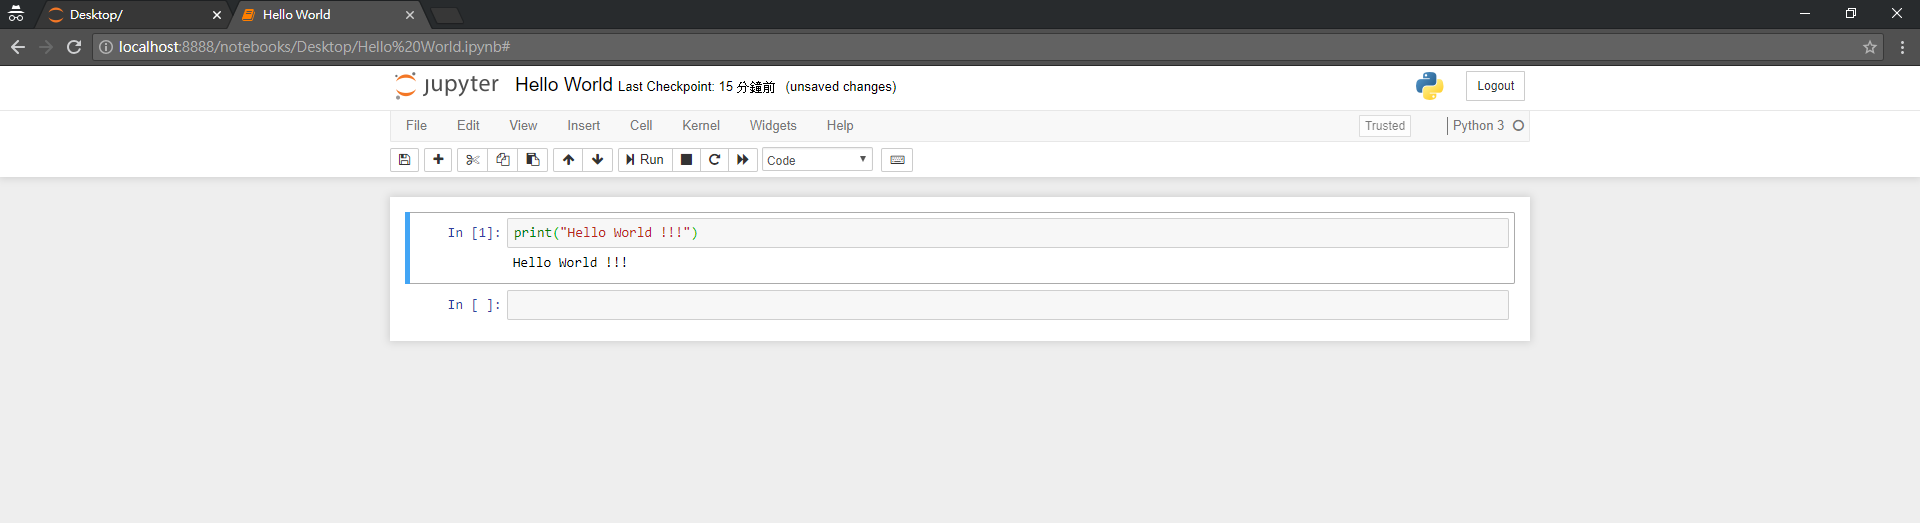 Desktop/ Hello World
localhost:8888/notebooks/Desktop/Hello%20World.ipynb#
jupyter Hello World Last Checkpoint: 15 分鐘前 (unsaved changes) Logout
File Edit View Insert Cell Kernel Widgets Help Trusted Python 3
Run Code
In [1]: print("Hello World !!!")
Hello World !!!
In [ ]: